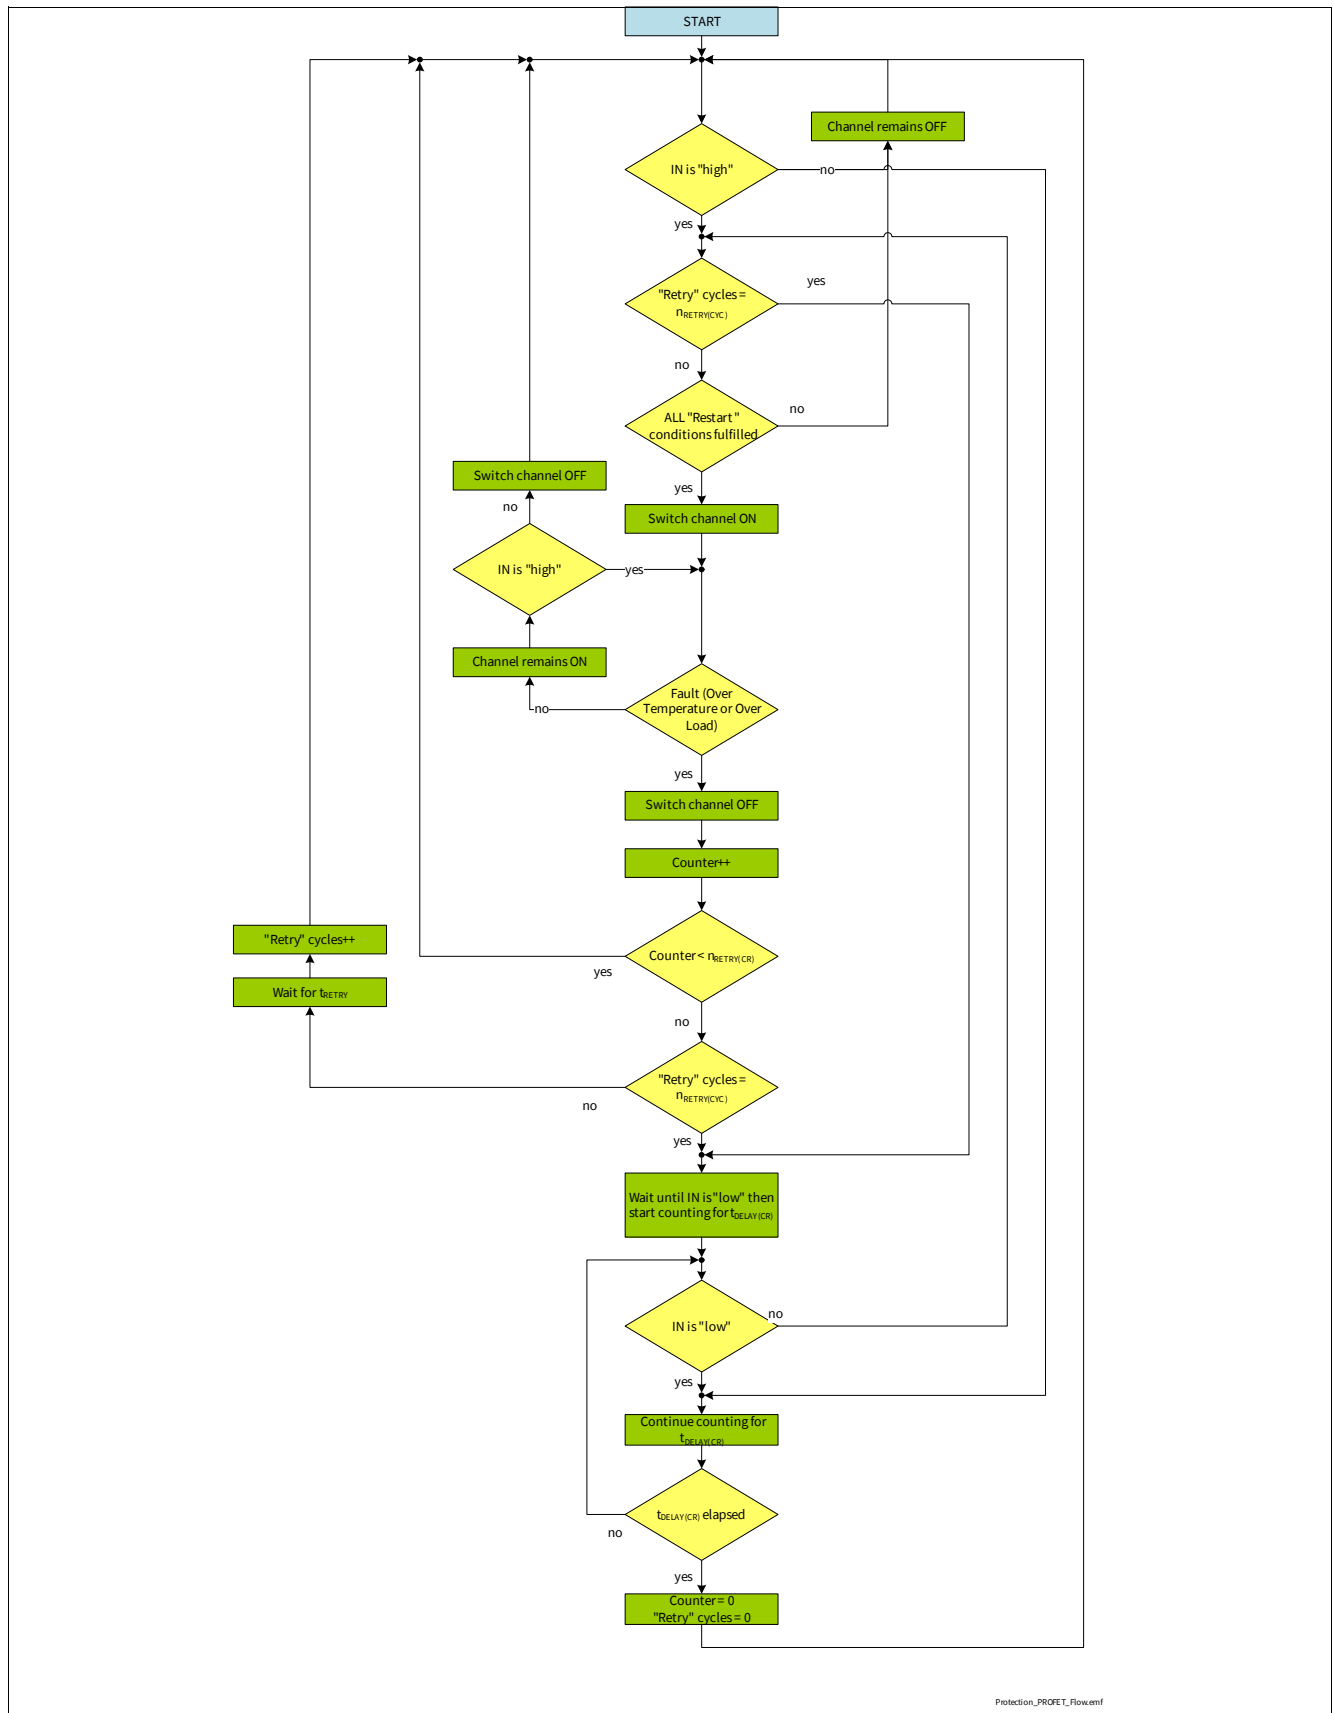 START
Channel remains OFF
IN is "high"
no
yes
"Retry" cycles =
nRETRY(CYC)
yes
no
ALL "Restart"
conditions fulfilled
no
yes
Switch channel OFF
no
Switch channel ON
IN is "high"
yes
Channel remains ON
Fault (Over
Temperature or Over
Load)
no
yes
Switch channel OFF
Counter++
"Retry" cycles++
Counter < nRETRY(CR)
yes
Wait for tRETRY
no
"Retry" cycles =
nRETRY(CYC)
no
yes
Wait until IN is "low" then
start counting for tDELAY(CR)
IN is "low"
no
yes
Continue counting for
tDELAY(CR)
tDELAY(CR) elapsed
no
yes
Counter = 0
"Retry" cycles = 0
Protection_PROFET_Flow.emf